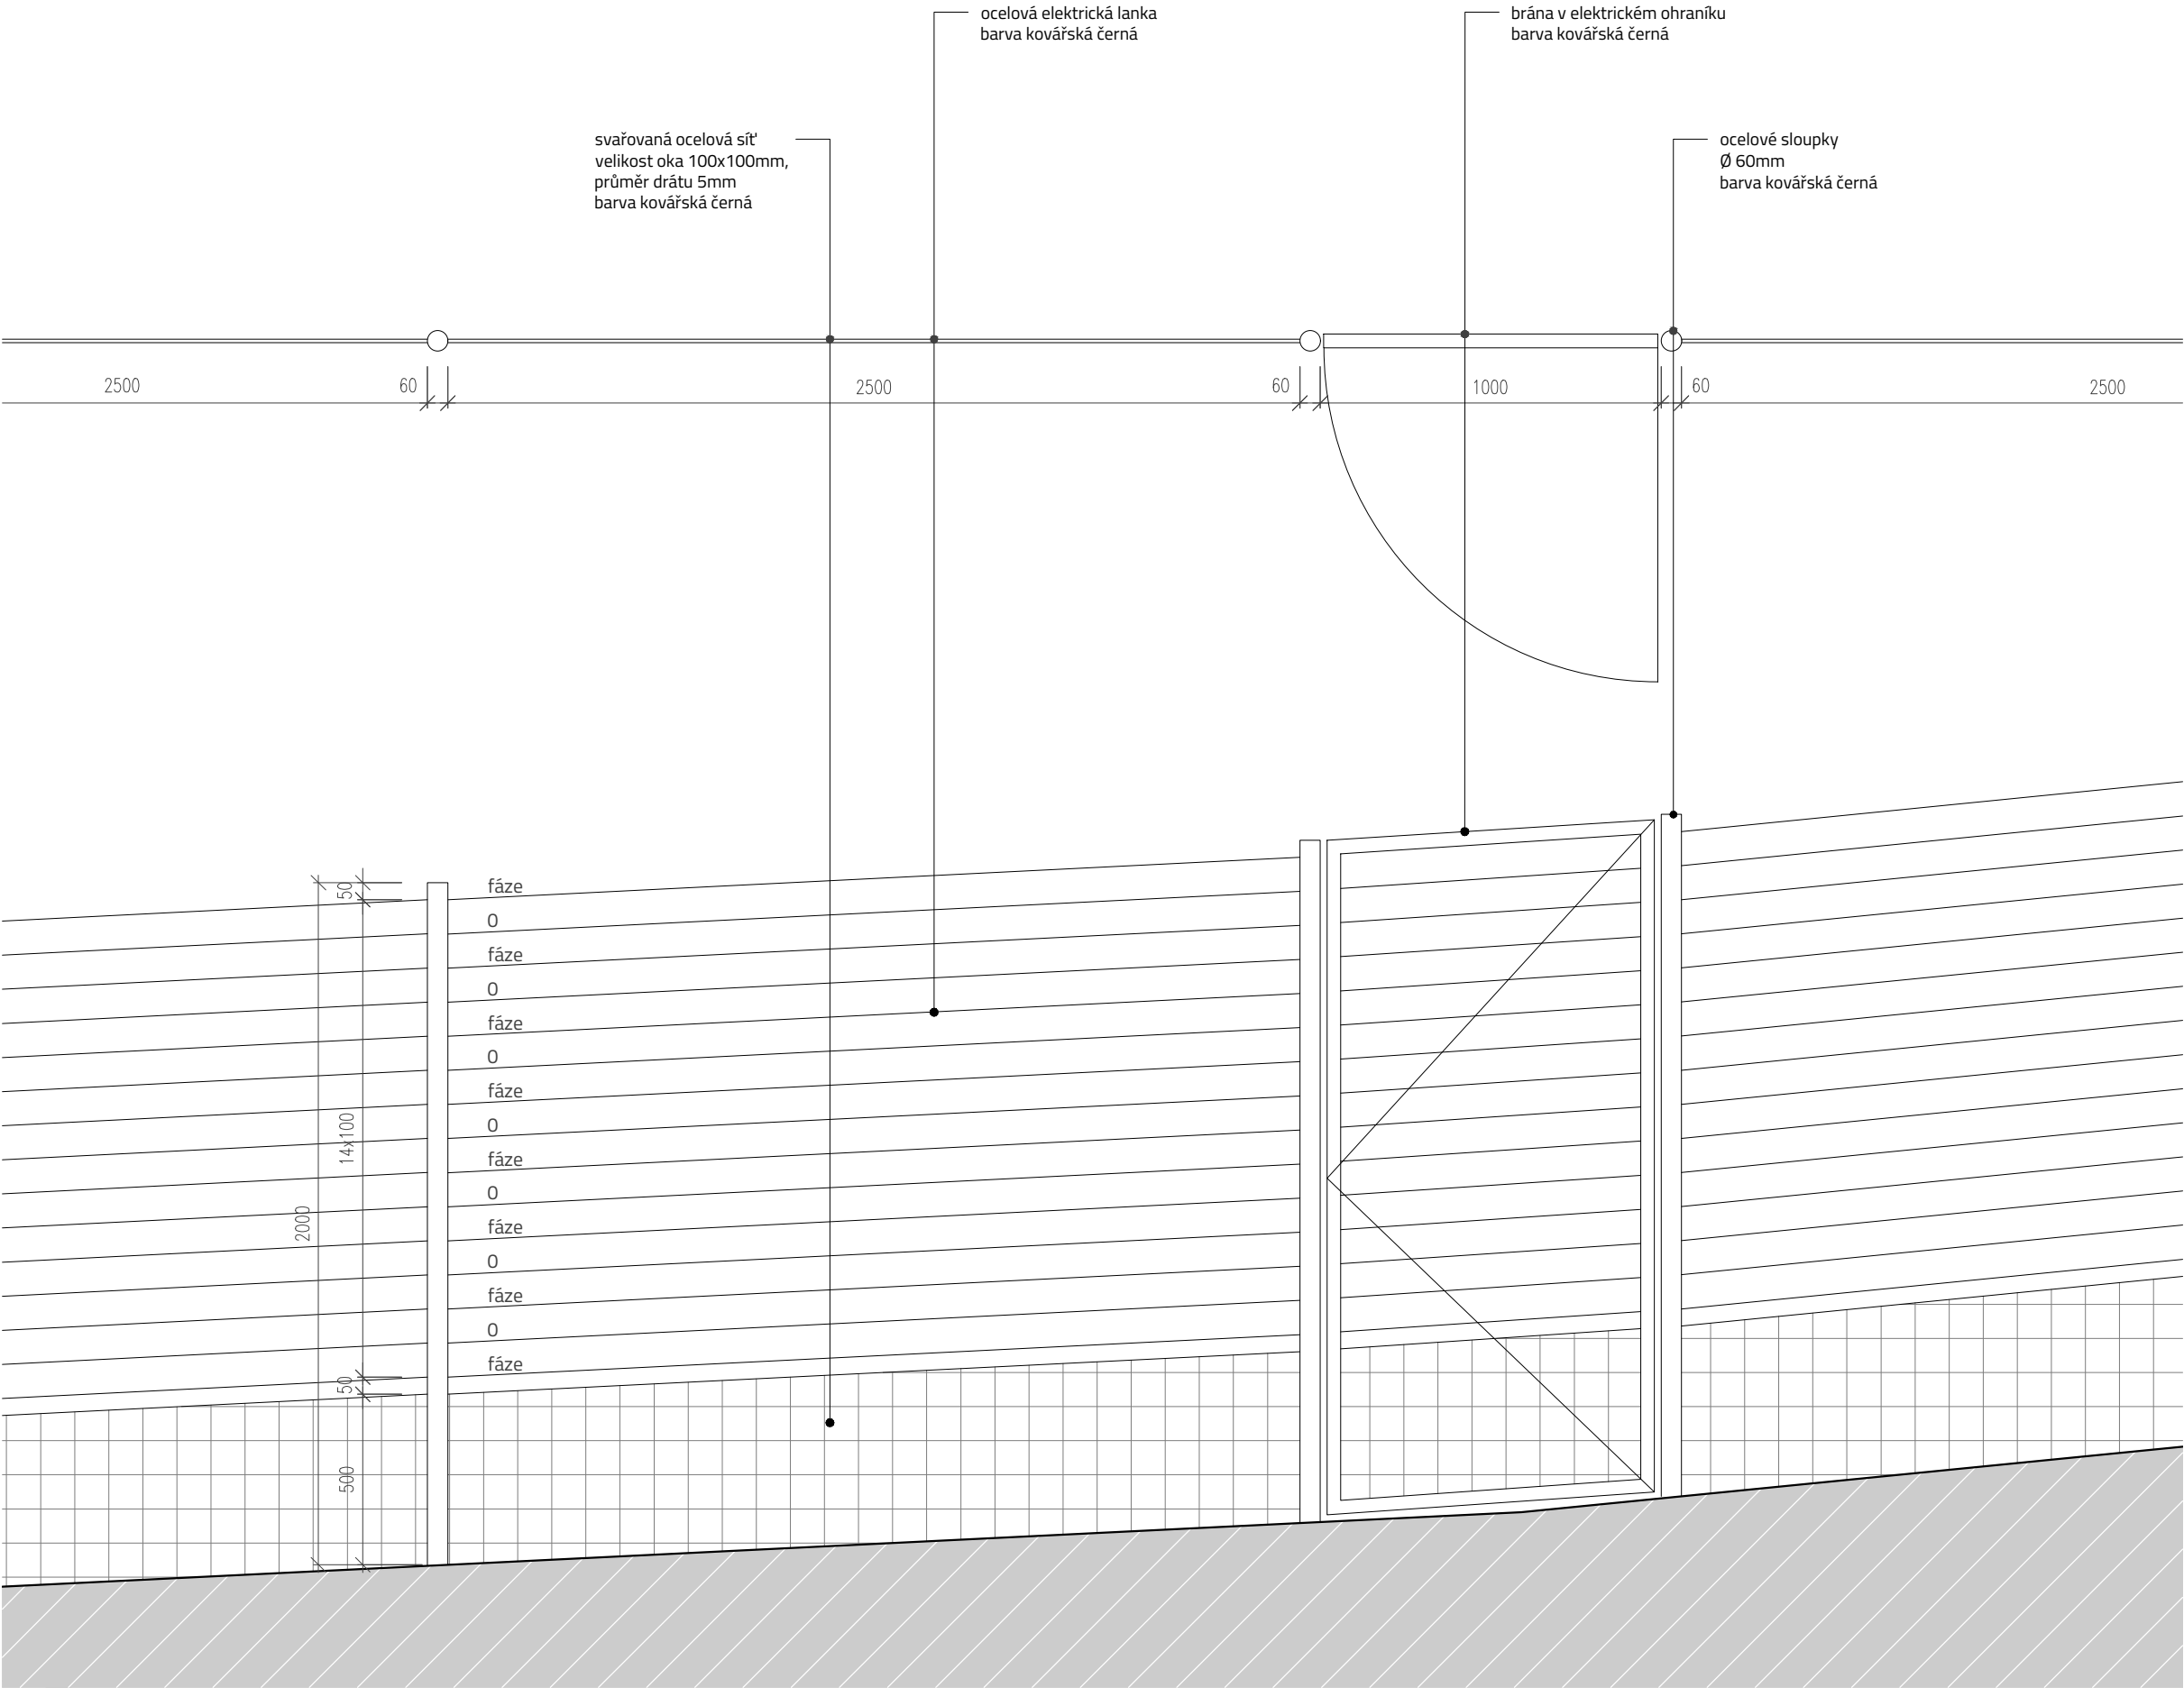 ocelová elektrická lanka
barva kovářská černá
brána v elektrickém ohraníku
barva kovářská černá
svařovaná ocelová síť
velikost oka 100x100mm,
průměr drátu 5mm
barva kovářská černá
ocelové sloupky
Ø 60mm
barva kovářská černá
2500
60
2500
60
1000
60
2500
50
14x100
2000
50
500
fáze
0
fáze
0
fáze
0
fáze
0
fáze
0
fáze
0
fáze
0
fáze